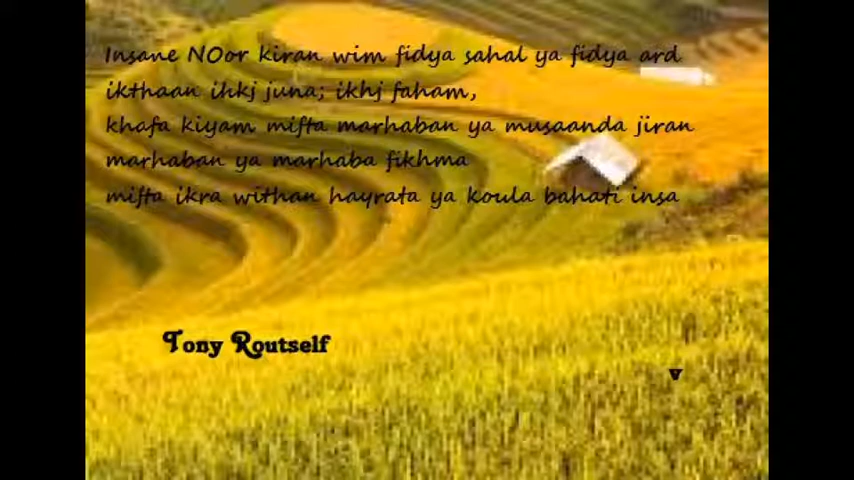 Insane NOor kiran wim fidya sahal ya fidya ard
ikthaan ihkj juna; ikhj faham,
khafa kiyam mifta marhaban ya musaanda jiran
marhaban ya marhaba fikhma
mifta ikra withan hayrata ya koula bahati insa
Tony Routself
v